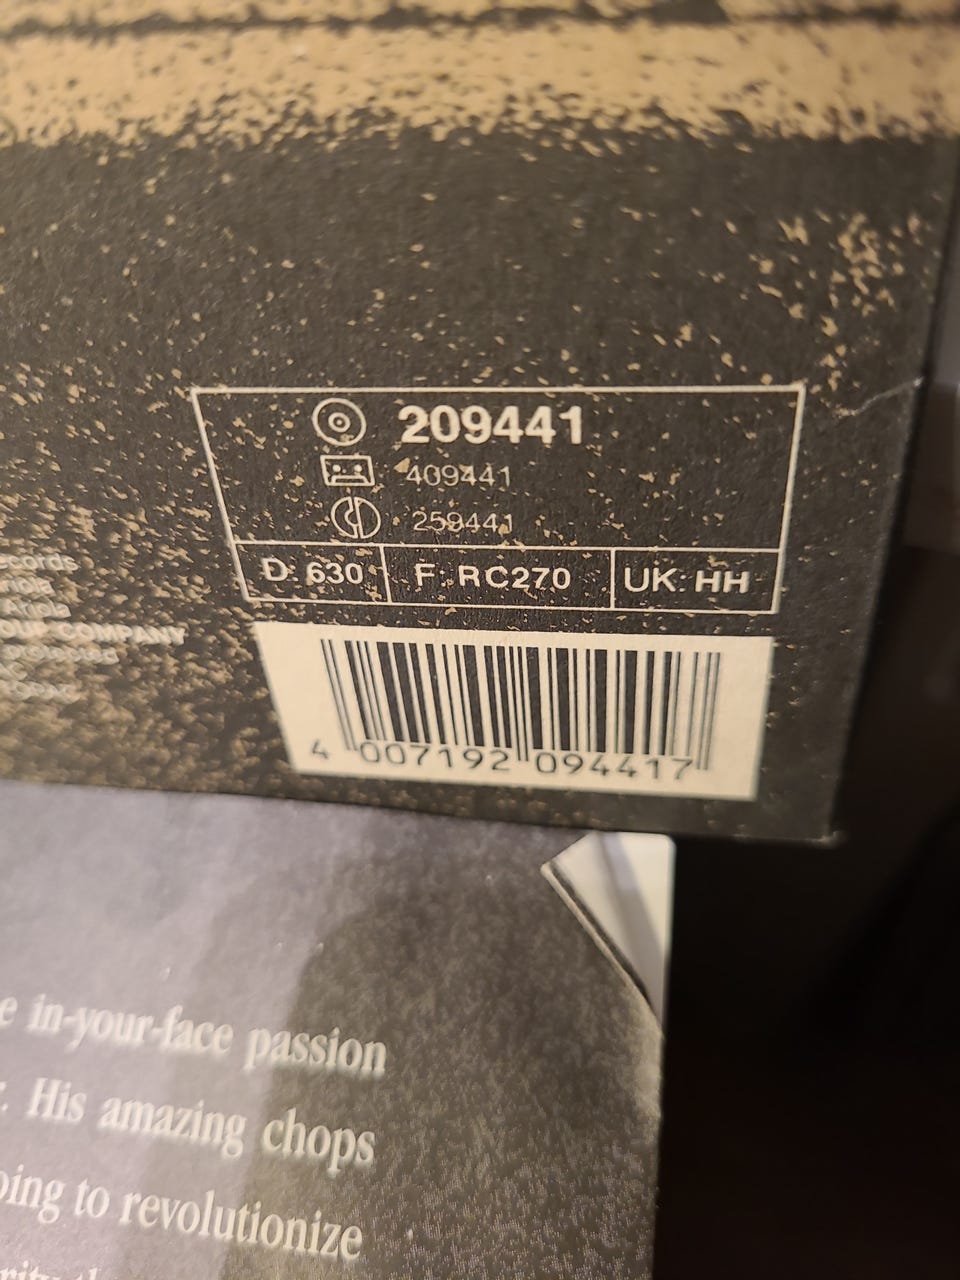 209441
409441
259441
D: 630
F: RC270
UK: HH
COMPANY
4 007192 094417
in-your-face passion
His amazing chops
to revolutionize